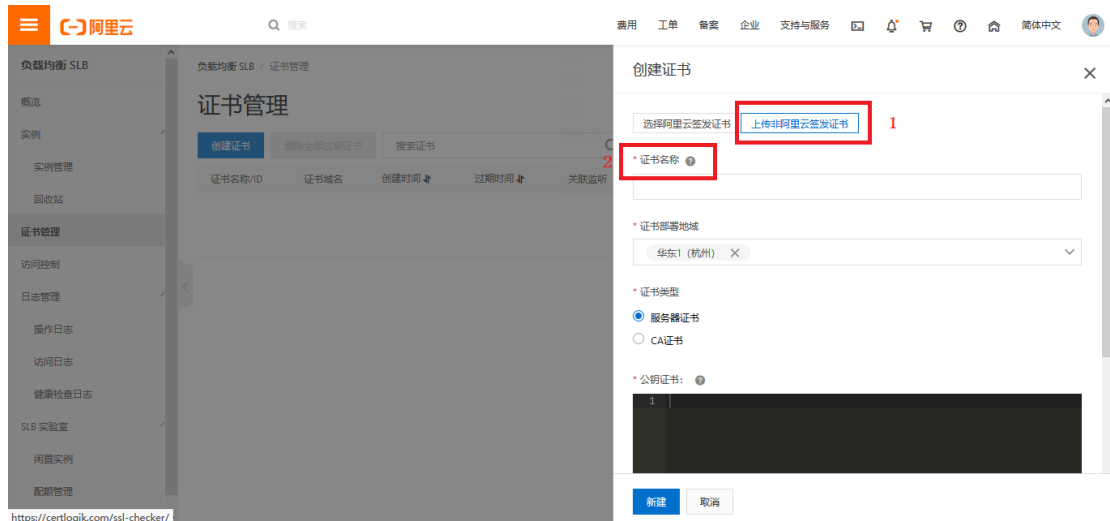 阿里云
搜索
费用 工单 备案 企业 支持与服务 简体中文
负载均衡 SLB
概览
实例
实例管理
回收站
证书管理
访问控制
日志管理
操作日志
访问日志
健康检查日志
SLB 实验室
闲置实例
配额管理
https://certlogik.com/ssl-checker/
负载均衡 SLB / 证书管理
证书管理
创建证书 删除全部过期证书 搜索证书
证书名称/ID 证书域名 创建时间 过期时间 关联监听
创建证书
选择阿里云签发证书 上传非阿里云签发证书 1
2 * 证书名称
* 证书部署地域
华东1 (杭州)
* 证书类型
服务器证书
CA证书
* 公钥证书:
1
新建 取消